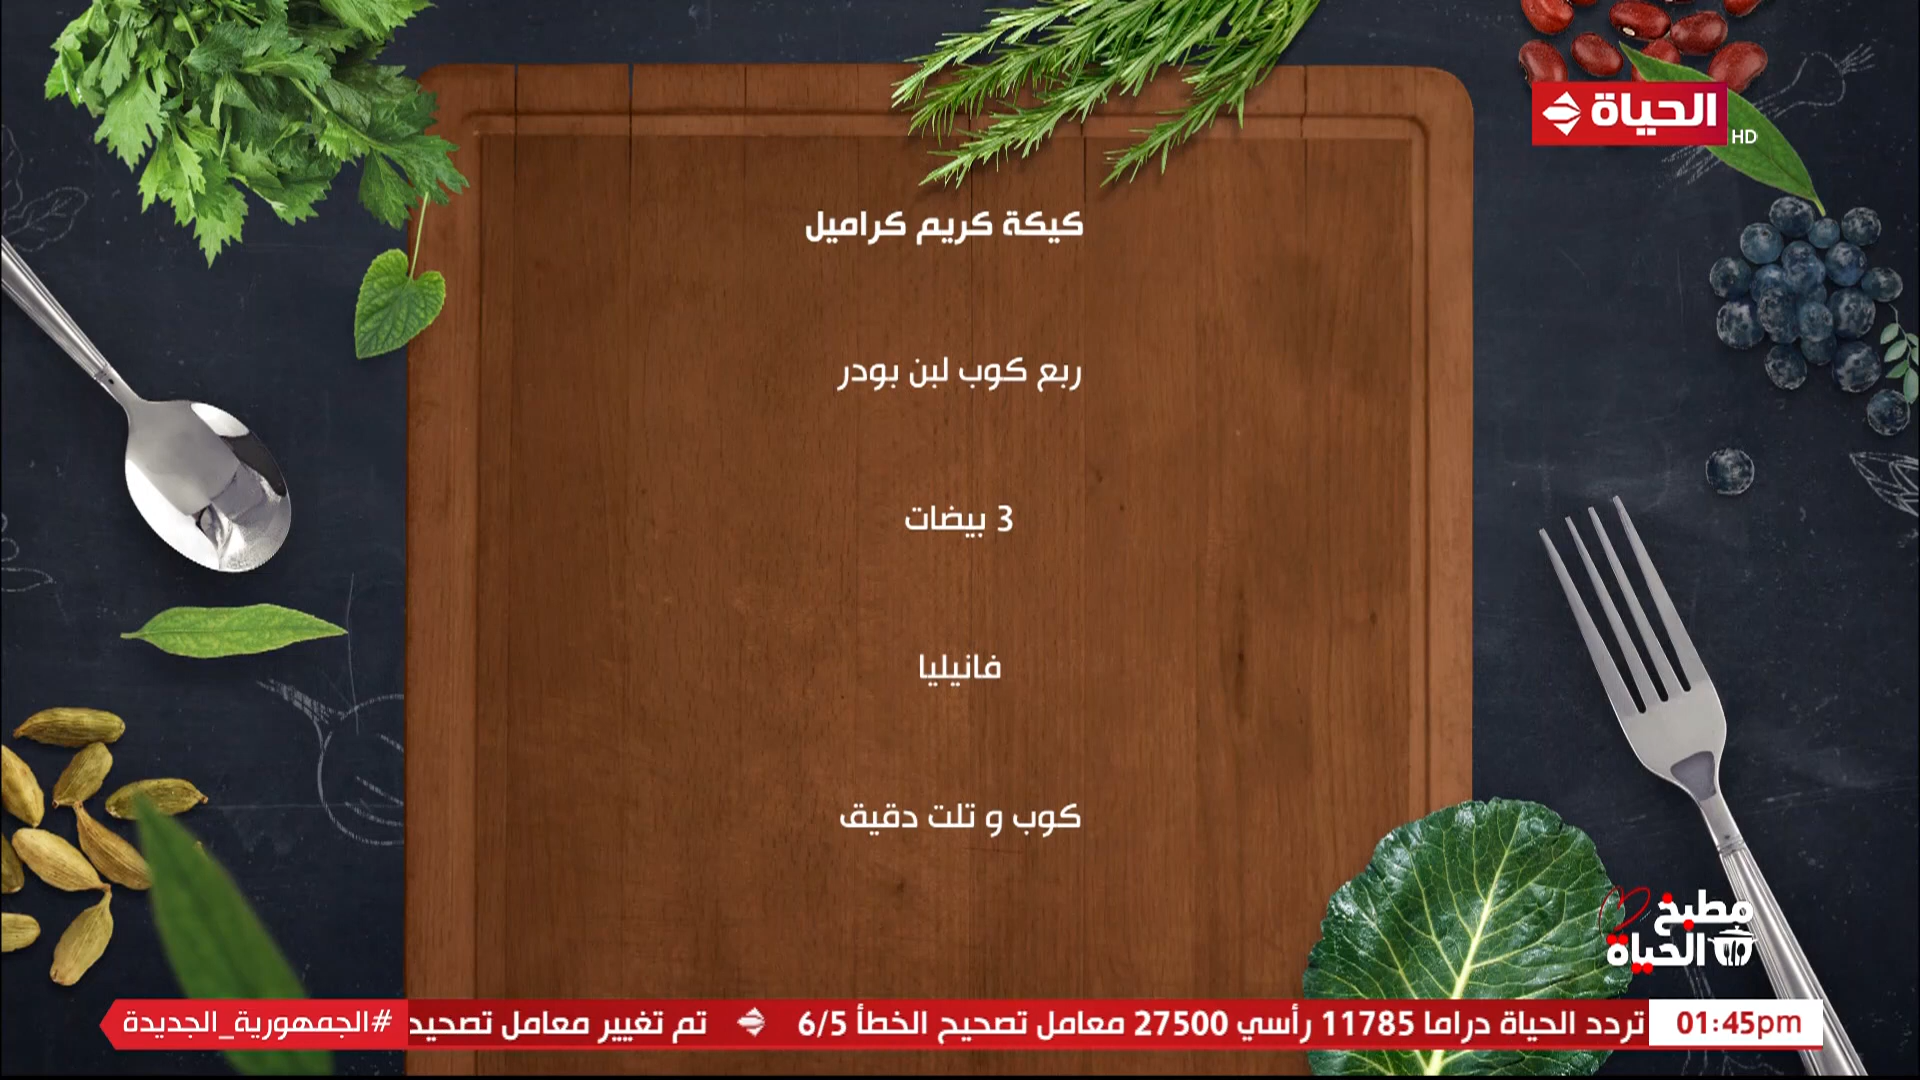 الحياة
HD
كيكة كريم كراميل
ربع كوب لبن بودر
3 بيضات
فانيليا
كوب و تلت دقيق
مطبخ
الحياة
01:45pm
تردد الحياة دراما 11785 رأسي 27500 معامل تصحيح الخطأ 6/5
تم تغيير معامل تصحيح
#الجمهورية_الجديدة